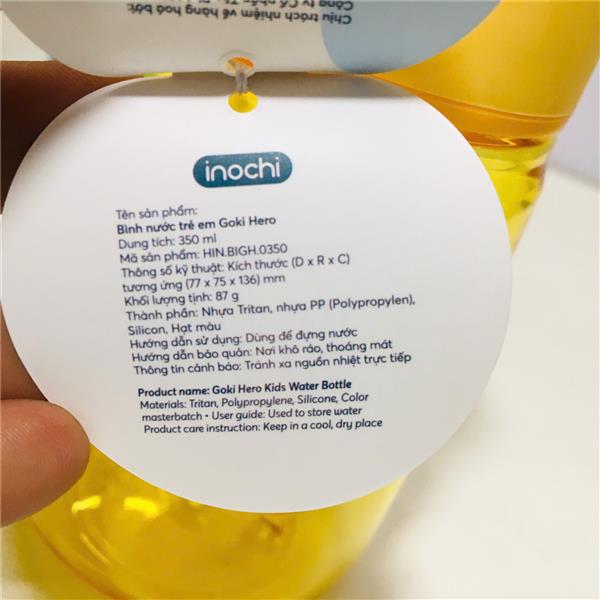 Chịu trách nhiệm về hàng hoá bởi:
Công ty Cổ phần
inochi
Tên sản phẩm:
Bình nước trẻ em Goki Hero
Dung tích: 350 ml
Mã sản phẩm: HIN.BIGH.0350
Thông số kỹ thuật: Kích thước (D x R x C)
tương ứng (77 x 75 x 136) mm
Khối lượng tịnh: 87 g
Thành phần: Nhựa Tritan, nhựa PP (Polypropylen),
Silicon, Hạt màu
Hướng dẫn sử dụng: Dùng để đựng nước
Hướng dẫn bảo quản: Nơi khô ráo, thoáng mát
Thông tin cảnh báo: Tránh xa nguồn nhiệt trực tiếp
Product name: Goki Hero Kids Water Bottle
Materials: Tritan, Polypropylene, Silicone, Color
masterbatch • User guide: Used to store water
Product care instruction: Keep in a cool, dry place